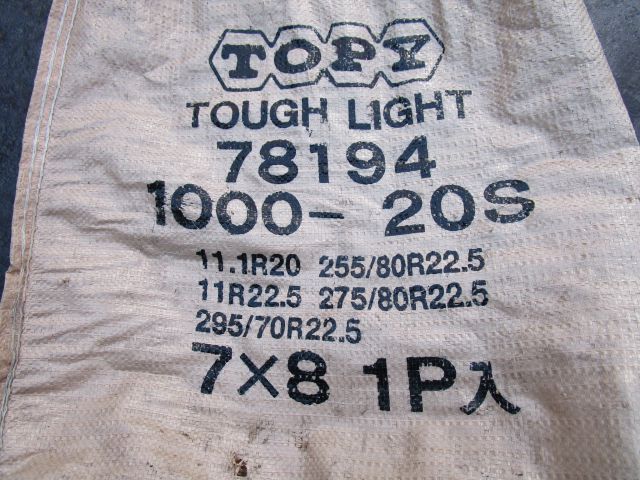 TOPY
TOUGH LIGHT
78194
1000- 20S
11.1R20 255/80R22.5
11R22.5 275/80R22.5
295/70R22.5
7×8 1P入